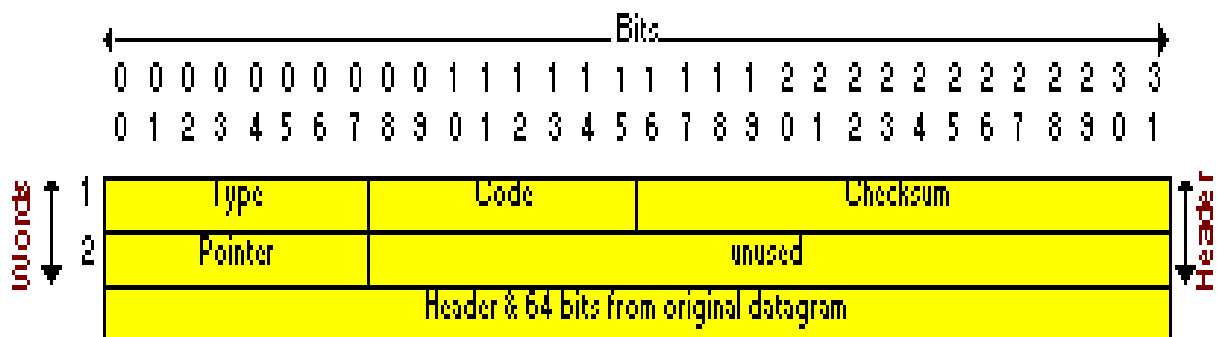 Bits
0 0 0 0 0 0 0 0 0 0 1 1 1 1 1 1 1 1 1 1 2 2 2 2 2 2 2 2 2 2 3 3
0 1 2 3 4 5 6 7 8 9 0 1 2 3 4 5 6 7 8 9 0 1 2 3 4 5 6 7 8 9 0 1
Words
1 Type Code Checksum
Header
2 Pointer unused
Header & 64 bits from original datagram